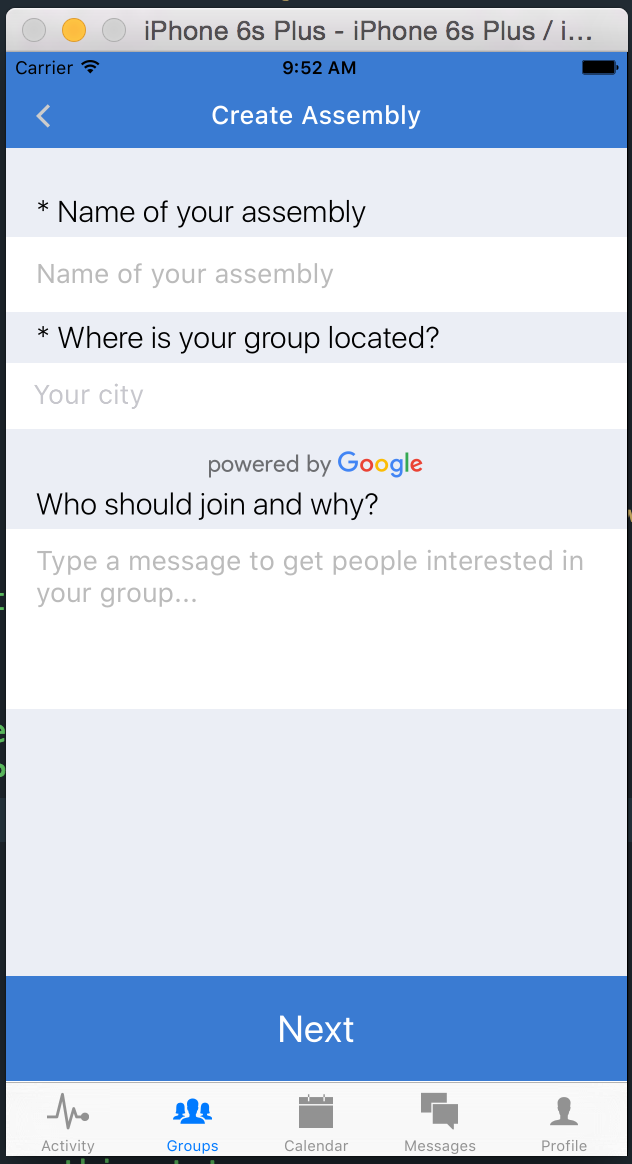 iPhone 6s Plus - iPhone 6s Plus / i...
Carrier 9:52 AM
Create Assembly
* Name of your assembly
Name of your assembly
* Where is your group located?
Your city
powered by Google
Who should join and why?
Type a message to get people interested in
your group...
Next
Activity Groups Calendar Messages Profile